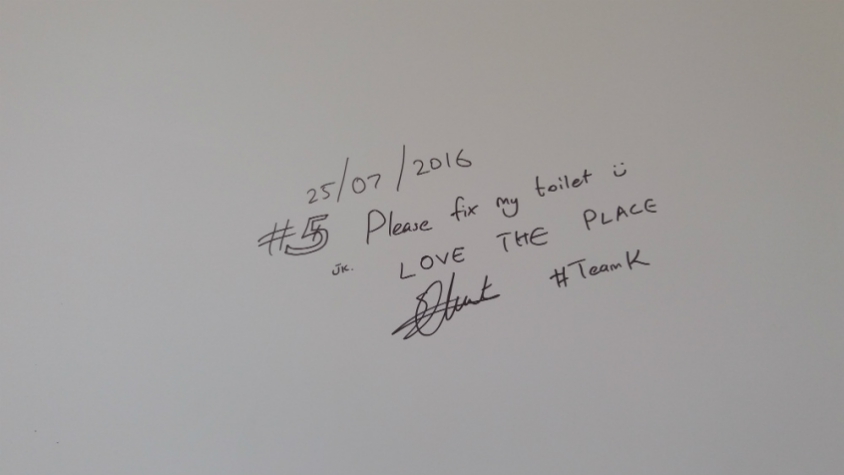 25/07/2016
#5 Please fix my toilet ü
JK. LOVE THE PLACE
#TeamK